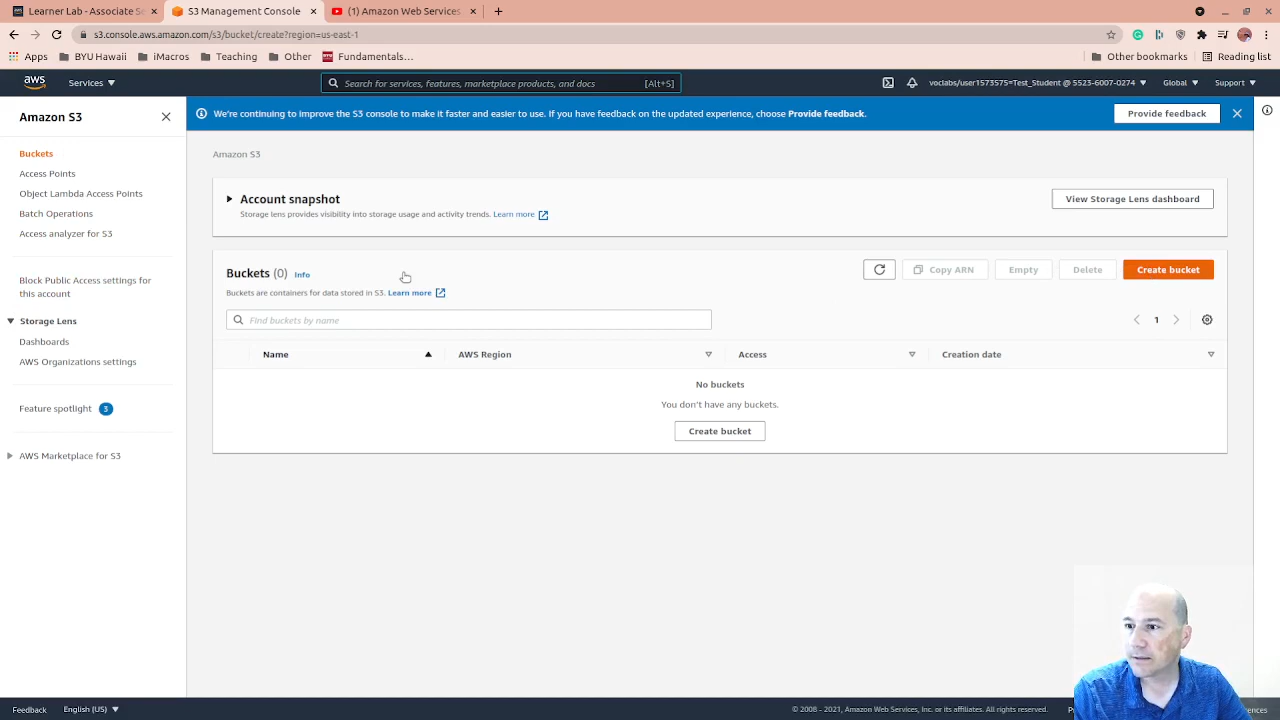 Learner Lab - Associate Se
S3 Management Console
(1) Amazon Web Services
s3.console.aws.amazon.com/s3/bucket/create?region=us-east-1
Apps
BYU Hawaii
iMacros
Teaching
Famous Paintings....
Other Bookmarks
Reading List
aws
Services
Search for services, features, marketplace products, and docs
[Alt+S]
voclabs/user1573575=Test_Student @ 5523-6007-0274
Global
Support
Amazon S3
We're continuing to improve the S3 console to make it faster and easier to use. If you have feedback on the updated experience, choose Provide feedback.
Provide feedback
Buckets
Access Points
Object Lambda Access Points
Batch Operations
Access analyzer for S3
Block Public Access settings for
this account
Storage Lens
Dashboards
AWS Organizations settings
Feature spotlight 3
AWS Marketplace for S3
Amazon S3
Account snapshot
View Storage Lens dashboard
Storage lens provides visibility into storage usage and activity trends. Learn more
Buckets (0) Info
Copy ARN
Empty
Delete
Create bucket
Buckets are containers for data stored in S3. Learn more
Find buckets by name
1
Name
AWS Region
Access
Creation date
No buckets
You don't have any buckets.
Create bucket
Feedback
English (US)
© 2008 - 2021, Amazon Web Services, Inc. or its affiliates. All rights reserved.